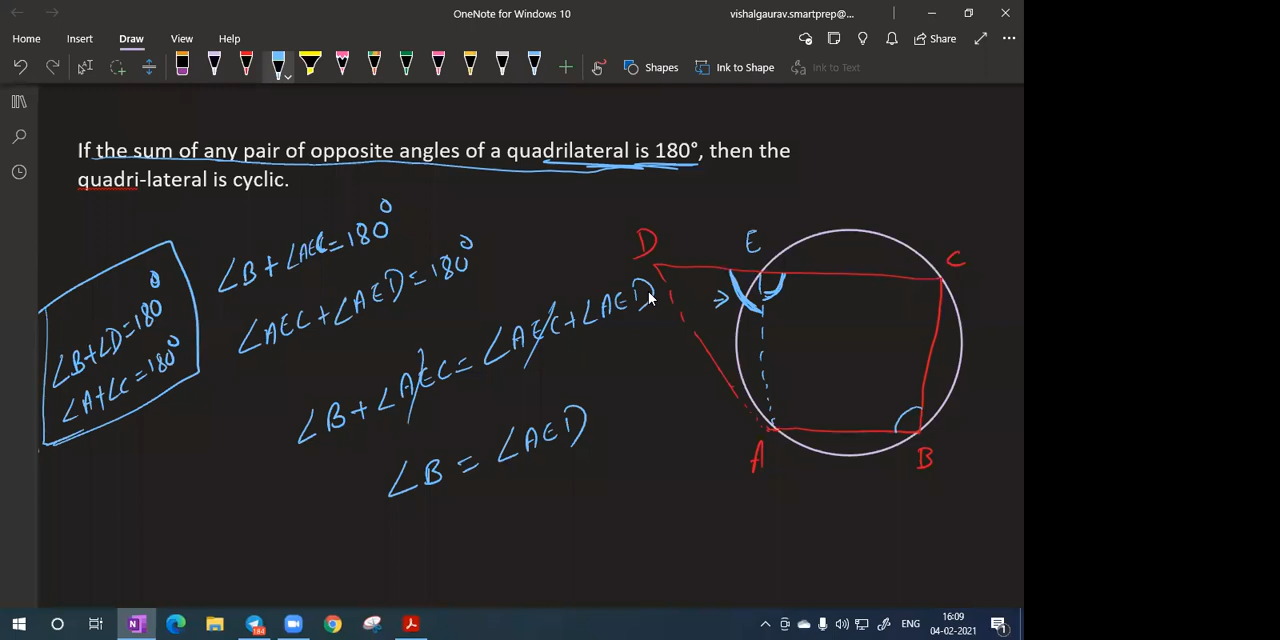 OneNote for Windows 10
vishalgaurav.smartprep@...
Home Insert Draw View Help
Share
Shapes Ink to Shape Ink to Text
If the sum of any pair of opposite angles of a quadrilateral is 180°, then the
quadri-lateral is cyclic.
∠B+∠D=180°
∠A+∠C=180°
∠B+∠AEC=180°
∠AEC+∠AED=180°
∠B+∠AEC=∠AEC+∠AED
∠B=∠AED
D
E
C
A
B
184
ENG
16:09
04-02-2021
1